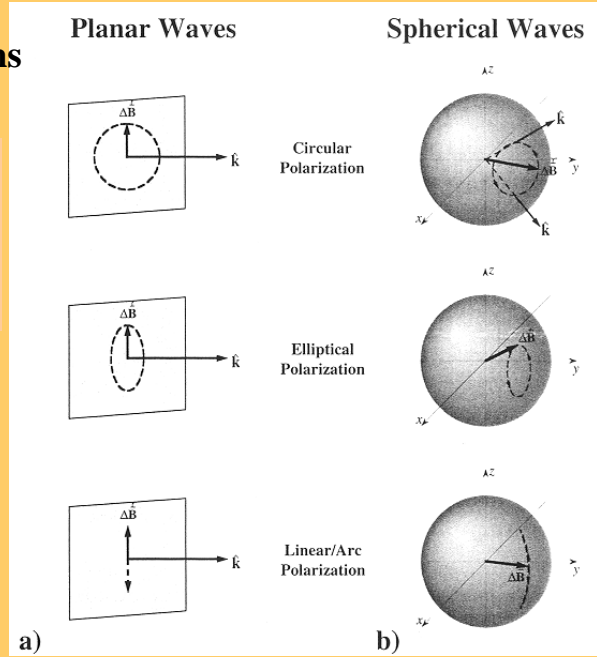 Planar Waves
Spherical Waves
ns
z
ΔB
k̂
Circular
Polarization
k̂
y
ΔB
x
k̂
z
ΔB
k̂
Elliptical
Polarization
ΔB
y
x
z
ΔB
k̂
Linear/Arc
Polarization
ΔB
y
x
a)
b)